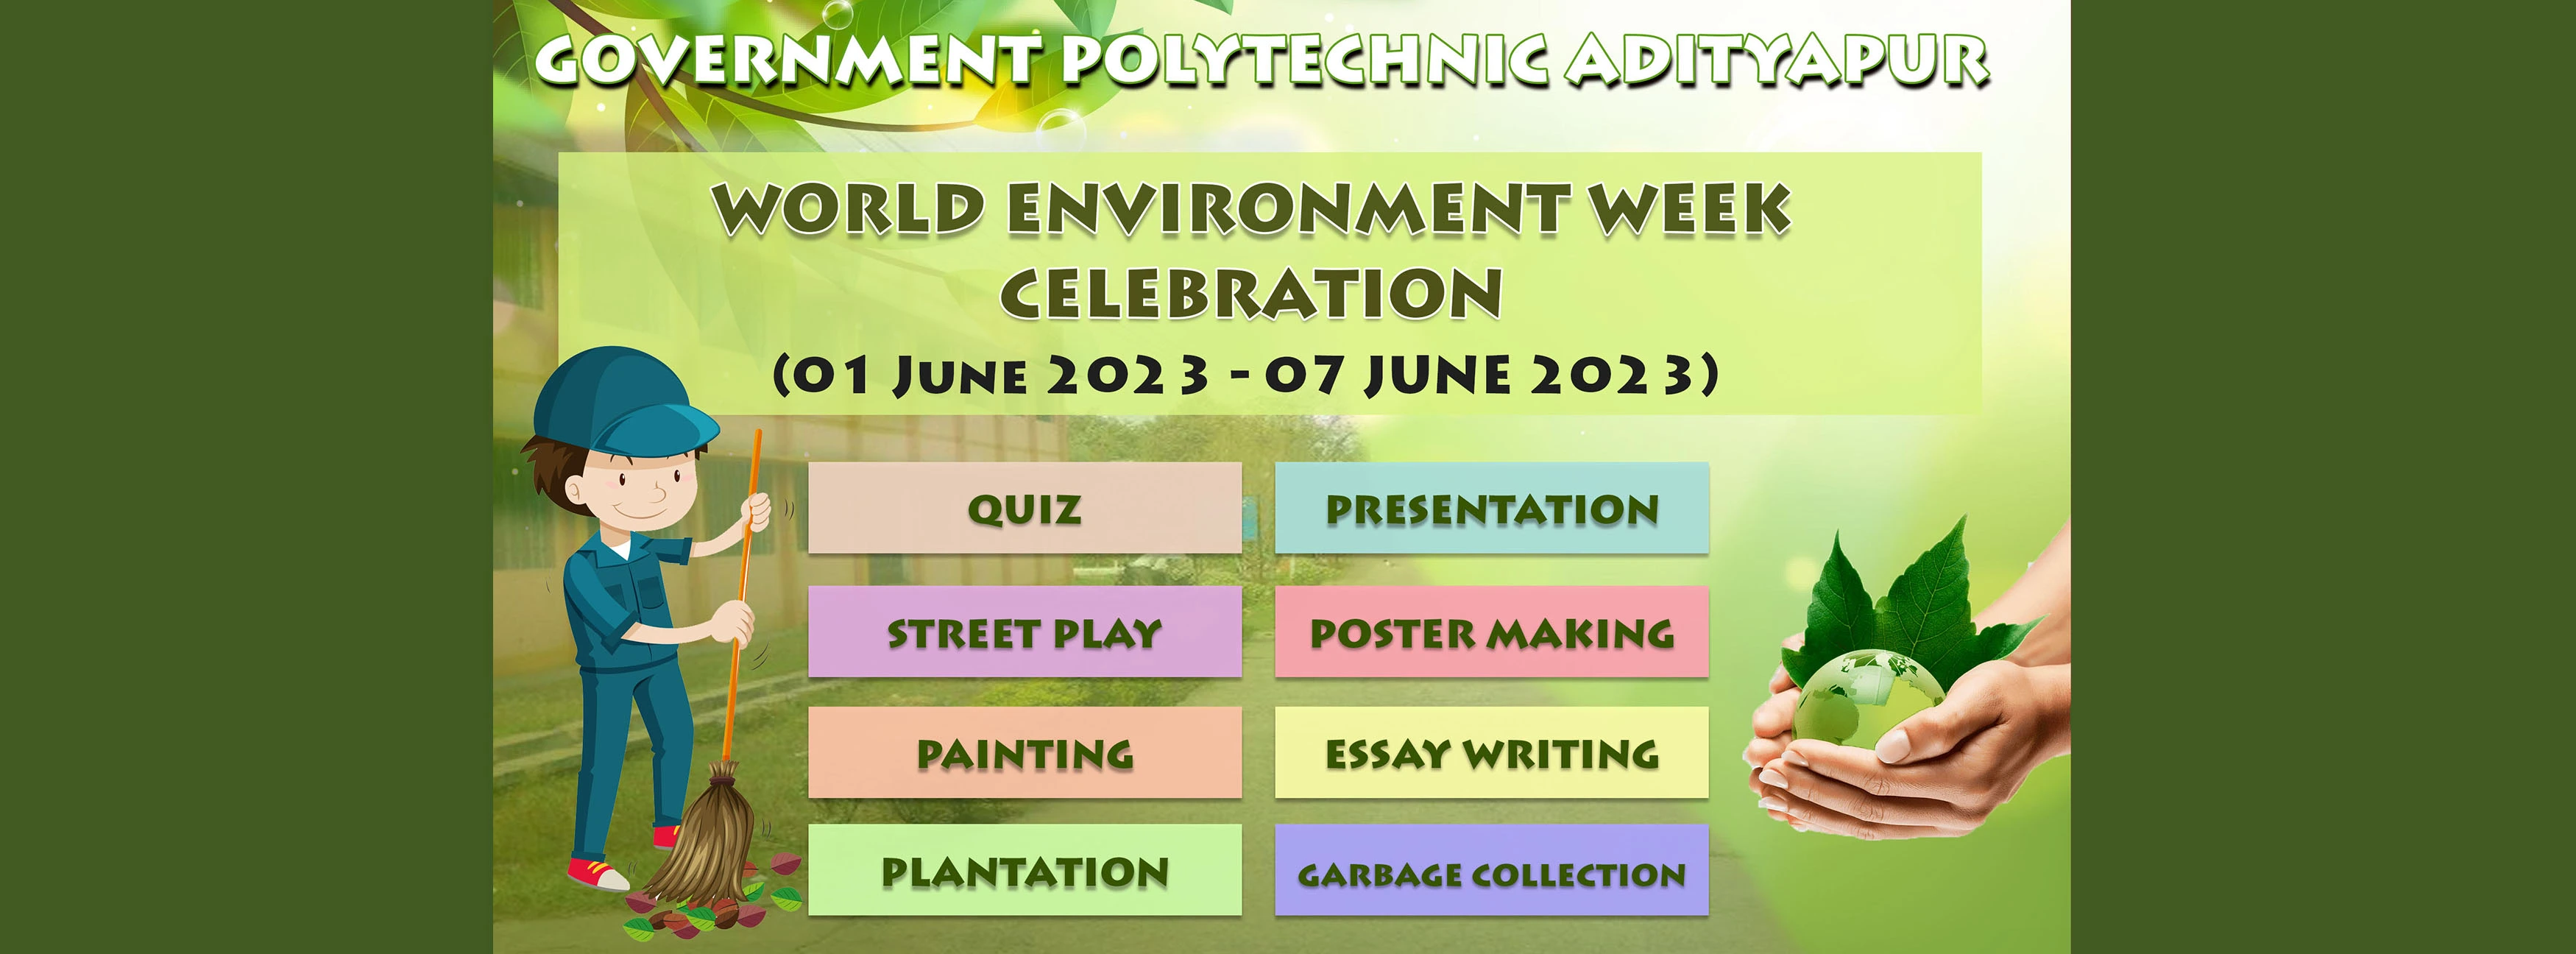 GOVERNMENT POLYTECHNIC ADITYAPUR
WORLD ENVIRONMENT WEEK
CELEBRATION
(01 June 2023 - 07 JUNE 2023)
QUIZ
PRESENTATION
STREET PLAY
POSTER MAKING
PAINTING
ESSAY WRITING
PLANTATION
GARBAGE COLLECTION